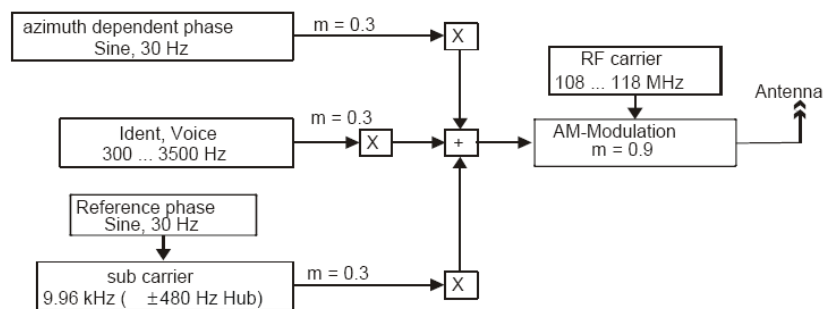 azimuth dependent phase
Sine, 30 Hz
m = 0.3
X
RF carrier
108 ... 118 MHz
Antenna
Ident, Voice
300 ... 3500 Hz
m = 0.3
X
+
AM-Modulation
m = 0.9
Reference phase
Sine, 30 Hz
sub carrier
9.96 kHz ( ±480 Hz Hub)
m = 0.3
X